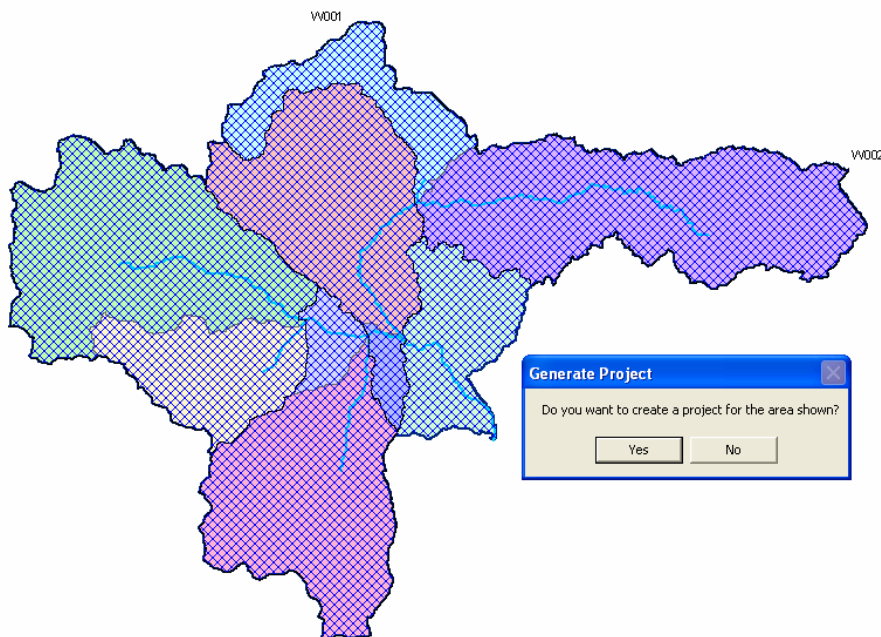 W001
W002
Generate Project
Do you want to create a project for the area shown?
Yes
No